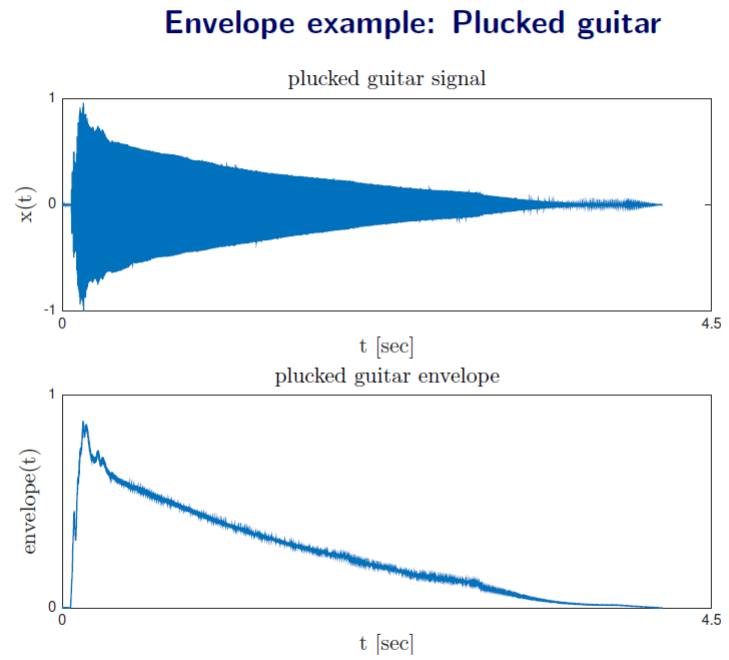 Envelope example: Plucked guitar
plucked guitar signal
1
x(t)
0
-1
0
4.5
t [sec]
plucked guitar envelope
1
envelope(t)
0
0
4.5
t [sec]